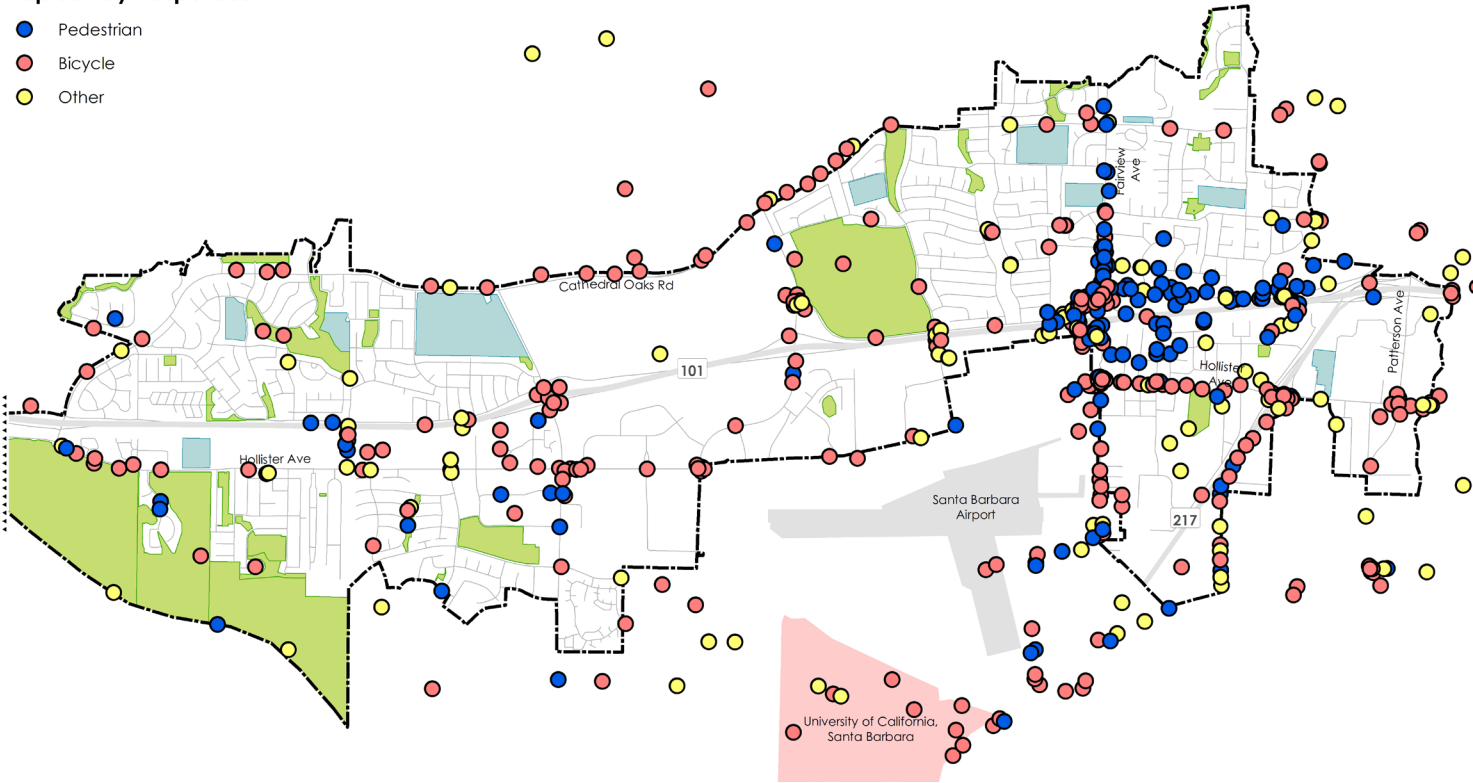 Pedestrian
Bicycle
Other
Fairview
Ave
Cathedral Oaks Rd
101
Patterson Ave
Hollister
Ave
Hollister Ave
Santa Barbara
Airport
217
University of California,
Santa Barbara